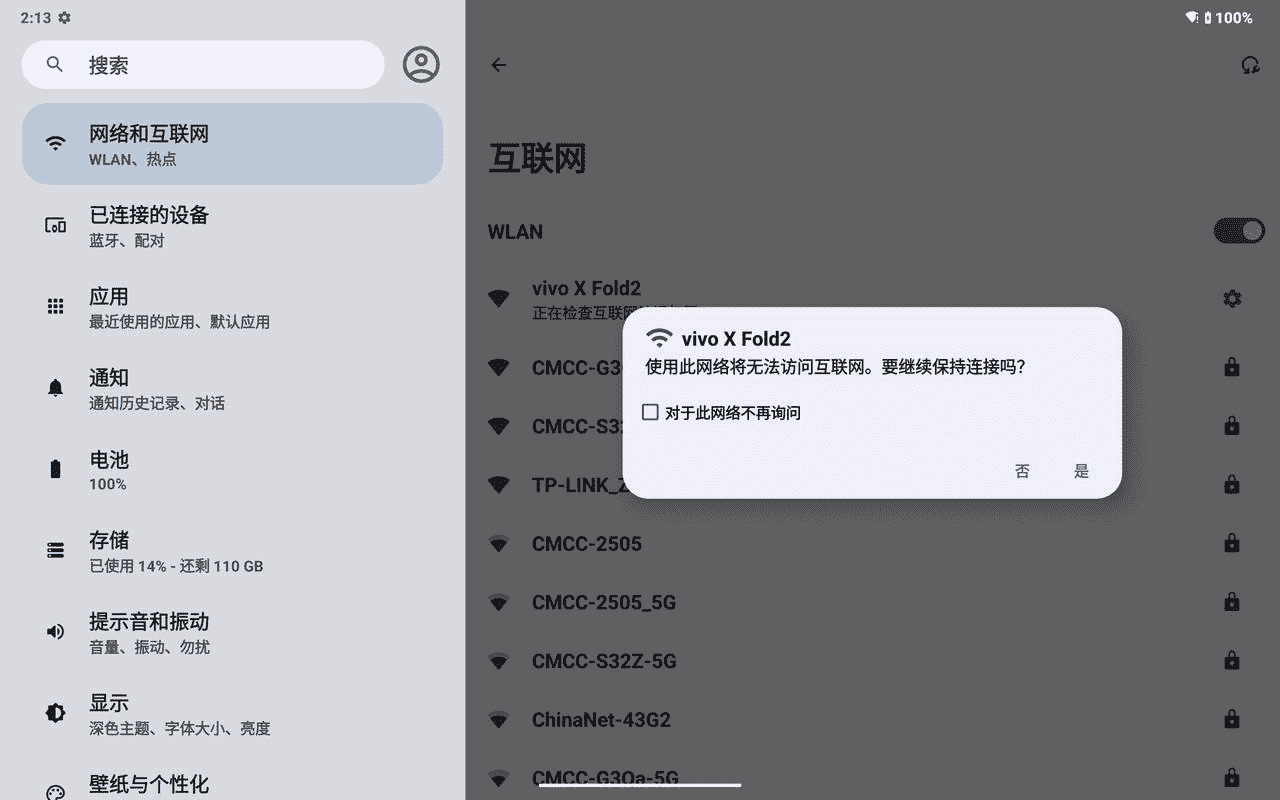 2:13
100%
搜索
网络和互联网
WLAN、热点
已连接的设备
蓝牙、配对
应用
最近使用的应用、默认应用
通知
通知历史记录、对话
电池
100%
存储
已使用 14% - 还剩 110 GB
提示音和振动
音量、振动、勿扰
显示
深色主题、字体大小、亮度
壁纸与个性化
互联网
WLAN
vivo X Fold2
正在检查互联网
CMCC-G3
CMCC-S32
TP-LINK_Z
CMCC-2505
CMCC-2505_5G
CMCC-S32Z-5G
ChinaNet-43G2
CMCC-G3Qa-5G
vivo X Fold2
使用此网络将无法访问互联网。要继续保持连接吗？
对于此网络不再询问
否
是